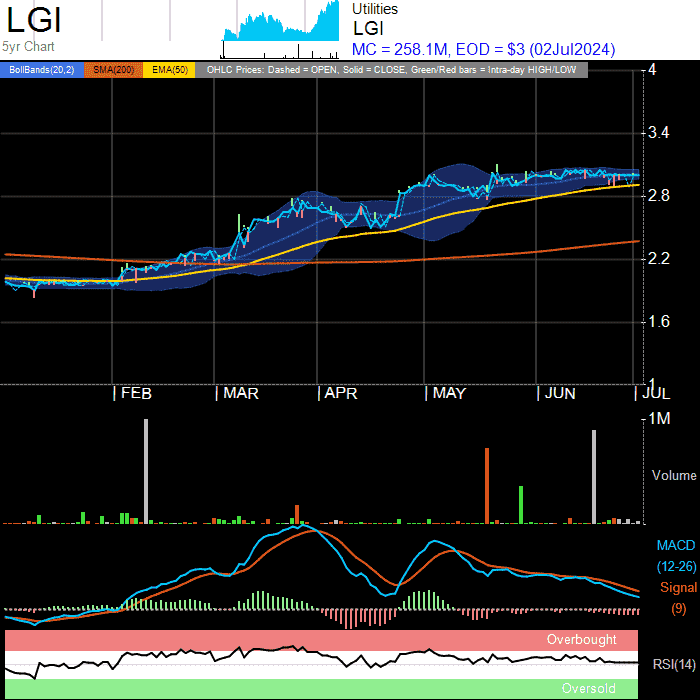 LGI
5yr Chart
Utilities
LGI
MC = 258.1M, EOD = $3 (02Jul2024)
BollBands(20,2) SMA(200) EMA(50) OHLC Prices: Dashed = OPEN, Solid = CLOSE, Green/Red bars = Intra-day HIGH/LOW
4
3.4
2.8
2.2
1.6
1
FEB MAR APR MAY JUN JUL
1M
Volume
MACD
(12-26)
Signal
(9)
Overbought
RSI(14)
Oversold